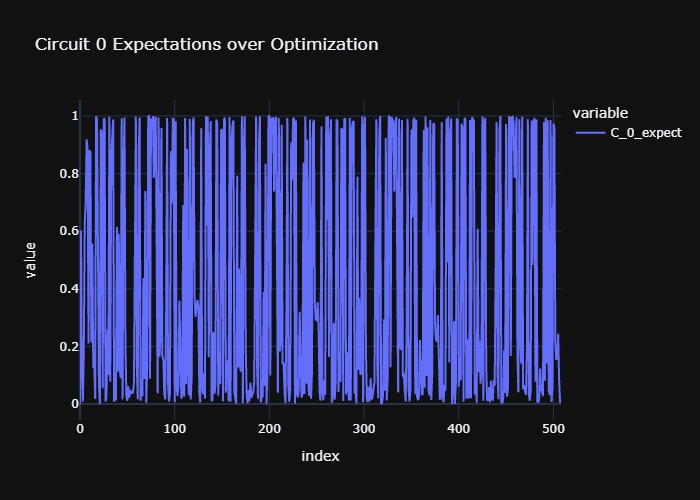 Circuit 0 Expectations over Optimization
variable
C_0_expect
value
1
0.8
0.6
0.4
0.2
0
0 100 200 300 400 500
index